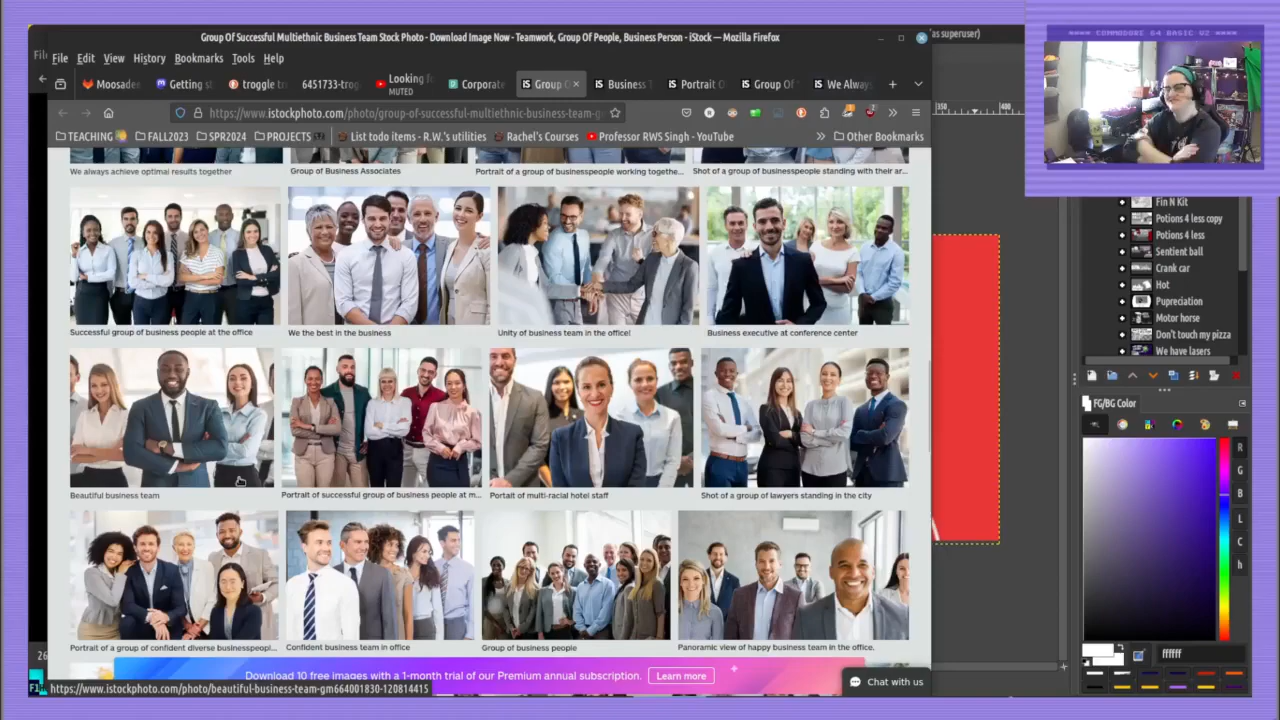 **** COMMODORE 64 BASIC V2 ****
Group Of Successful Multiethnic Business Team Stock Photo - Download Image Now - Teamwork, Group Of People, Business Person - iStock — Mozilla Firefox
as superuser)
File Edit View History Bookmarks Tools Help
Moosade Getting st troggle tr 6451733-trog Looking f MUTED Corporate Group O Business T Portrait O Group Of We Alway
https://www.istockphoto.com/photo/group-of-successful-multiethnic-business-team-g
350 400
TEACHING FALL2023 SPR2024 PROJECTS List todo items - R.W.'s utilities Rachel's Courses Professor RWS Singh - YouTube » Other Bookmarks
We always achieve optimal results together
Group of Business Associates
Portrait of a group of businesspeople working togethe...
Shot of a group of businesspeople standing with their ar...
Successful group of business people at the office
We the best in the business
Unity of business team in the office!
Business executive at conference center
Beautiful business team
Portrait of successful group of business people at m...
Portait of multi-racial hotel staff
Shot of a group of lawyers standing in the city
Portrait of a group of confident diverse businesspeopl...
Confident business team in office
Group of business people
Panoramic view of happy business team in the office.
Download 10 free images with a 1-month trial of our Premium annual subscription. Learn more
Chat with us
https://www.istockphoto.com/photo/beautiful-business-team-gm664001830-120814415
Fin N Kit
Potions 4 less copy
Potions 4 less
Sentient ball
Crank car
Hot
Pupreciation
Motor horse
Don't touch my pizza
We have lasers
FG/BG Color
R
G
B
L
C
h
ffffff
26
F1